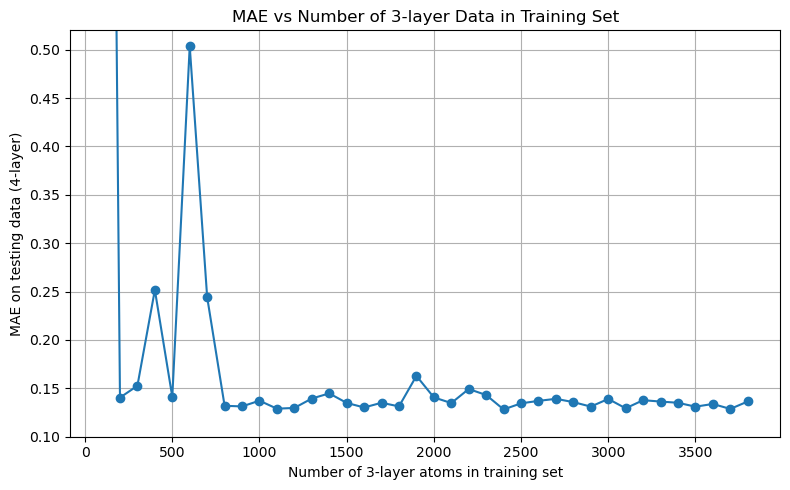 MAE vs Number of 3-layer Data in Training Set
0.50
0.45
0.40
0.35
0.30
0.25
0.20
0.15
0.10
MAE on testing data (4-layer)
0 500 1000 1500 2000 2500 3000 3500
Number of 3-layer atoms in training set